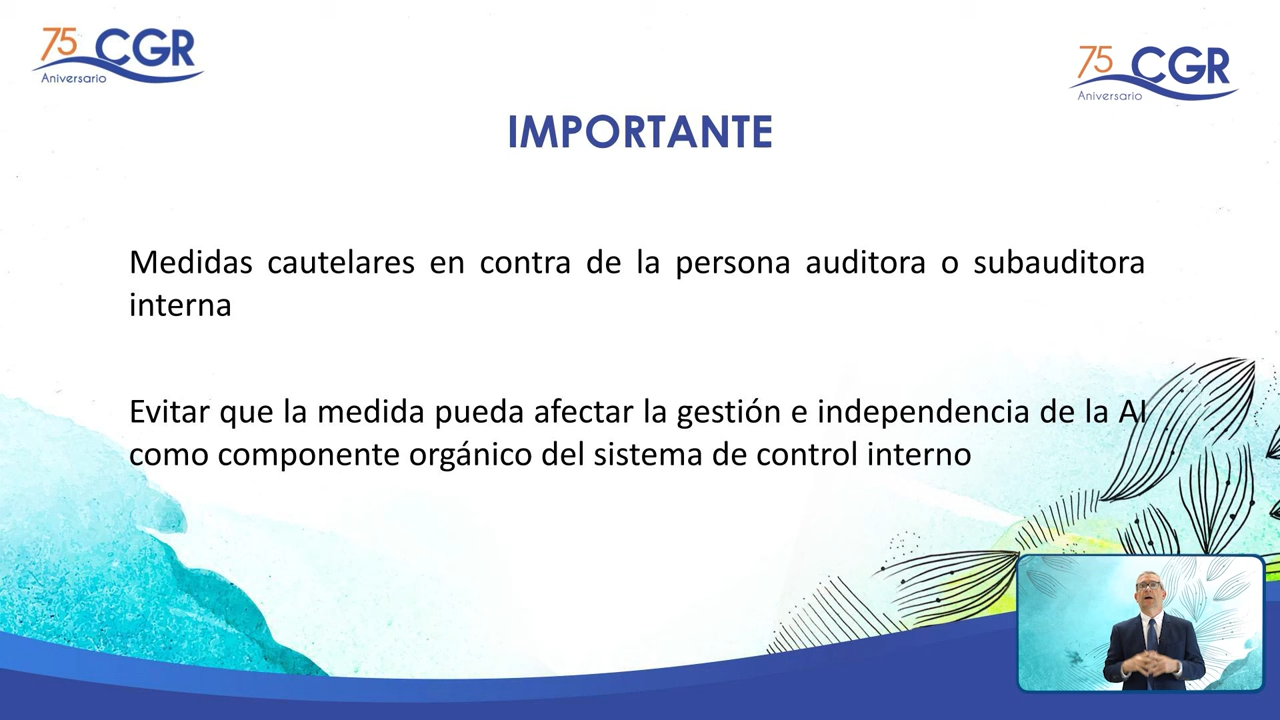 75 CGR
Aniversario
75 CGR
Aniversario
IMPORTANTE
Medidas cautelares en contra de la persona auditora o subauditora
interna
Evitar que la medida pueda afectar la gestión e independencia de la AI
como componente orgánico del sistema de control interno